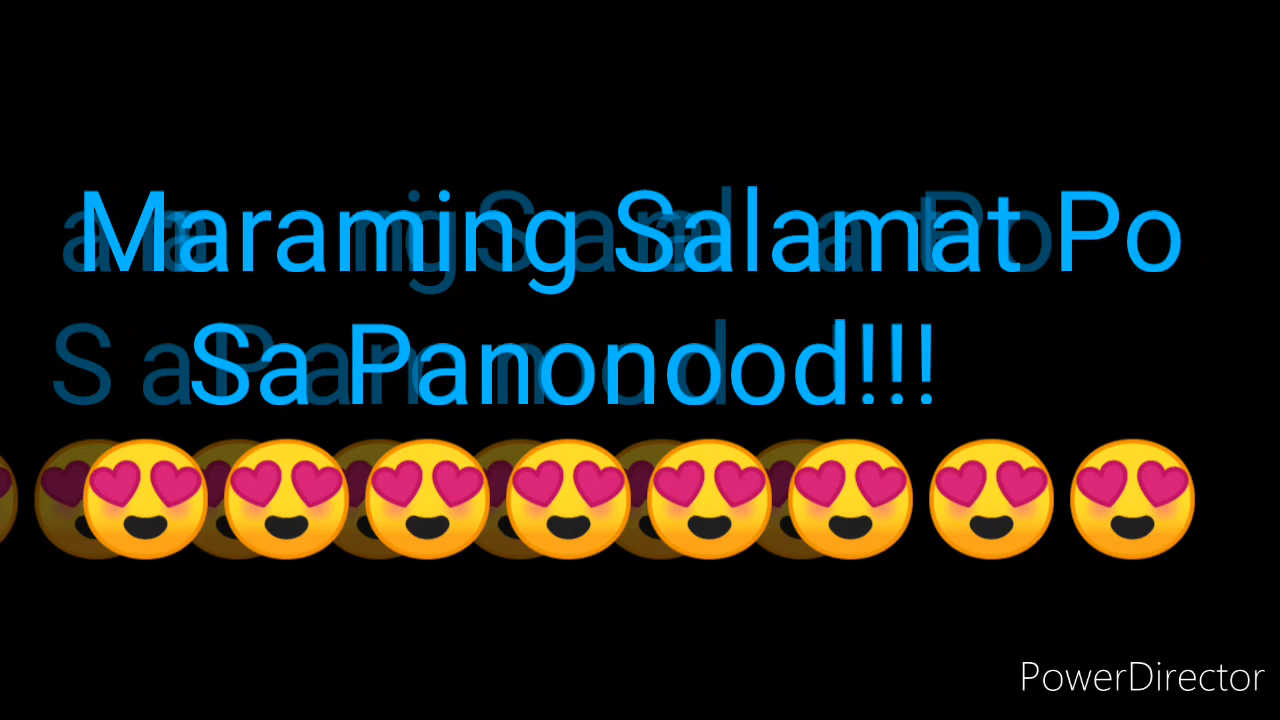 Maraming Salamat Po
Sa Panonood!!!
😍😍😍😍😍😍😍😍
PowerDirector